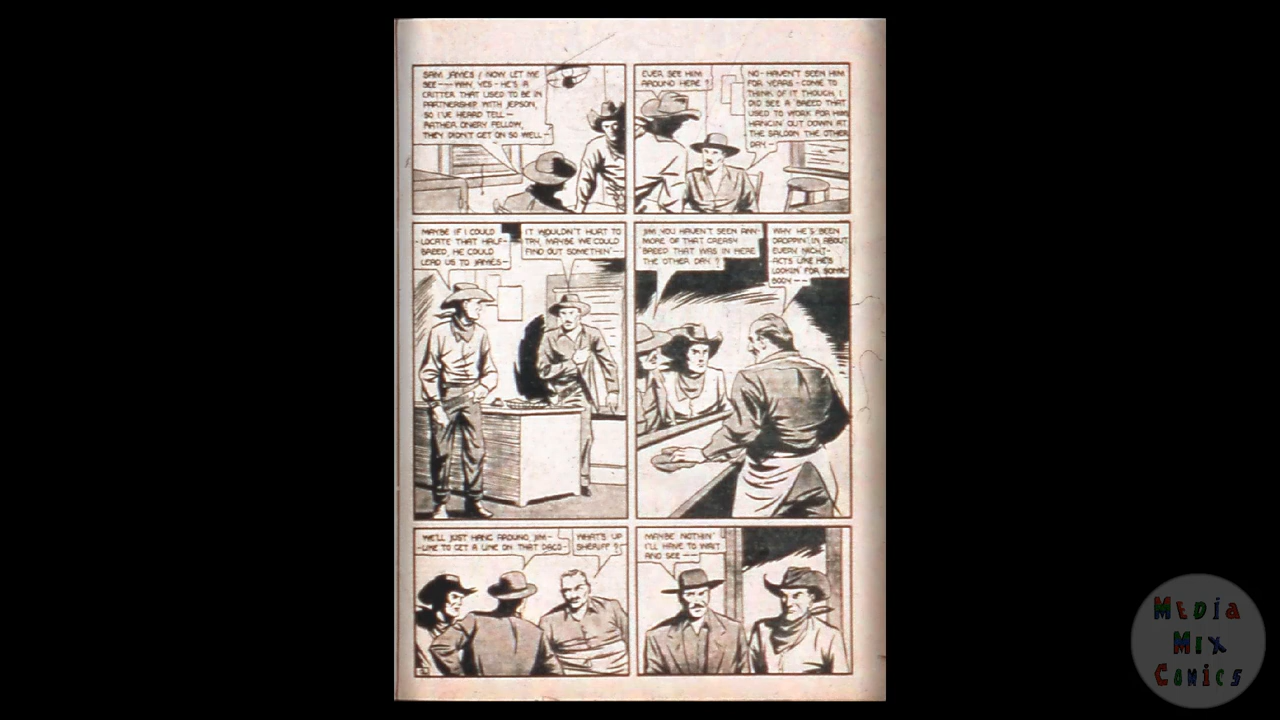 SAM JAMES! NOW LET ME
SEE--WHY, YES-HE'S A
CRITTER THAT USED TO BE IN
PARTNERSHIP WITH JEPSON,
SO I'VE HEARD TELL-
RATHER ONERY FELLOW,
THEY DIDN'T GET ON SO WELL-
EVER SEE HIM
AROUND HERE?
NO-HAVEN'T SEEN HIM
FOR YEARS-COME TO
THINK OF IT THOUGH, I
DID SEE A 'BREED THAT
USED TO WORK FOR HIM
HANGIN' OUT DOWN AT
THE SALOON THE OTHER
DAY-
MAYBE IF I COULD
-LOCATE THAT HALF-
BREED, HE COULD
LEAD US TO JAMES-
IT WOULDN'T HURT TO
TRY, MAYBE WE COULD
FIND OUT SOMETHIN'--
JIM YOU HAVEN'T SEEN ANY-
MORE OF THAT GREASY
BREED THAT WAS IN HERE
THE OTHER DAY?
WHY HE'S BEEN
DROPPIN' IN ABOUT
EVERY NIGHT-
-ACTS LIKE HE'S
LOOKIN' FOR SOME-
BODY--
WE'LL JUST HANG AROUND, JIM-
-LIKE TO GET A LINE ON THAT DAGO-
WHAT'S UP
SHERIFF?
MAYBE NOTHIN'
I'LL HAVE TO WAIT
AND SEE--
MEDiA
MiX
COMiCS